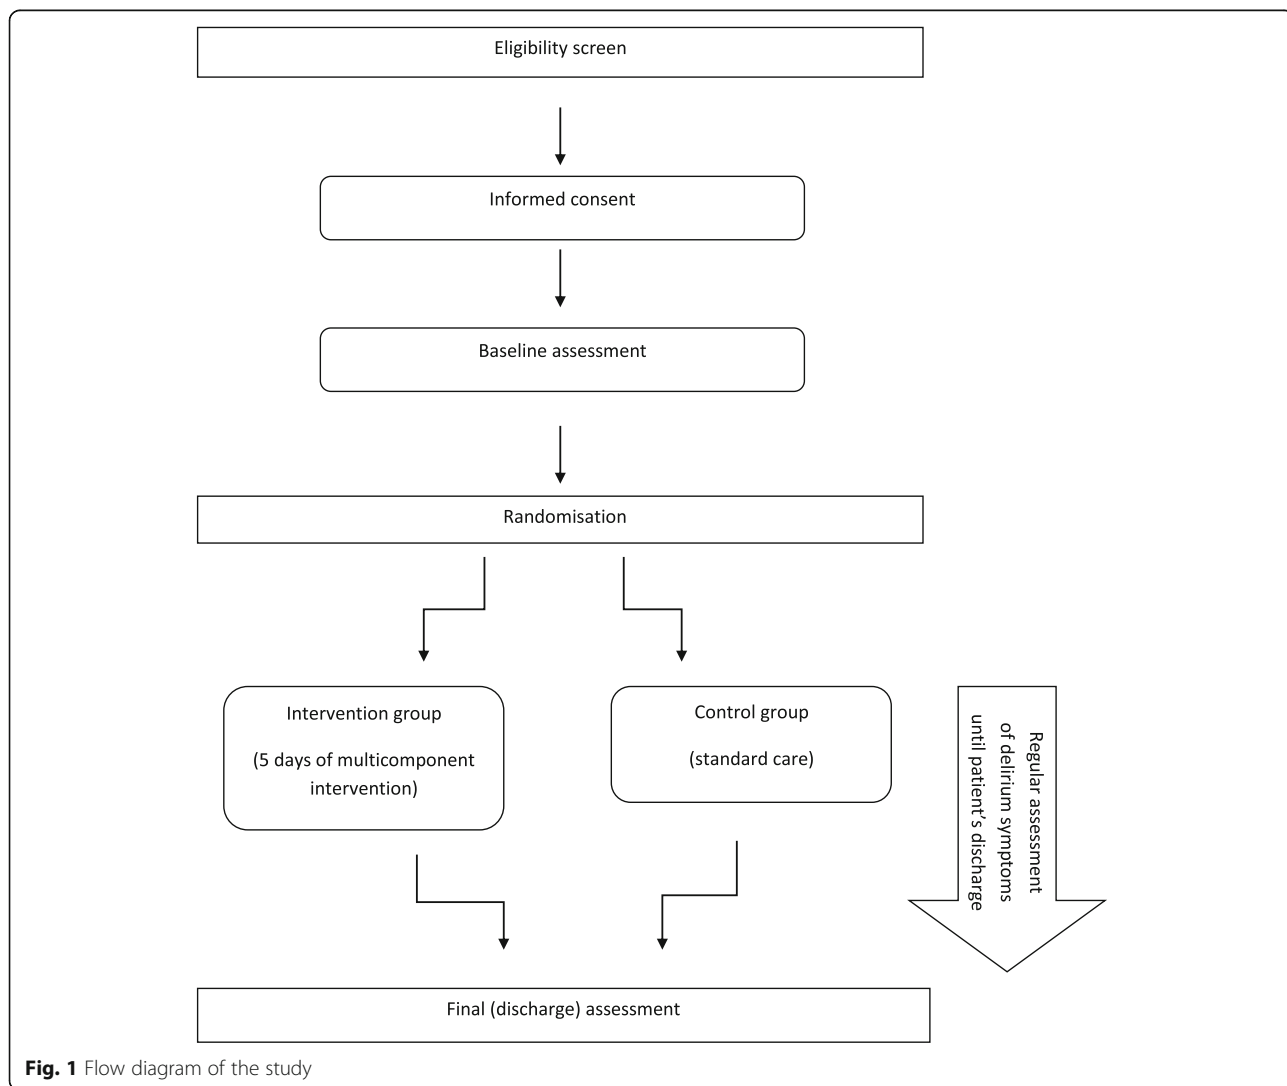 Eligibility screen
Informed consent
Baseline assessment
Randomisation
Intervention group
(5 days of multicomponent
intervention)
Control group
(standard care)
Regular assessment
of delirium symptoms
until patient’s discharge
Final (discharge) assessment
Fig. 1 Flow diagram of the study